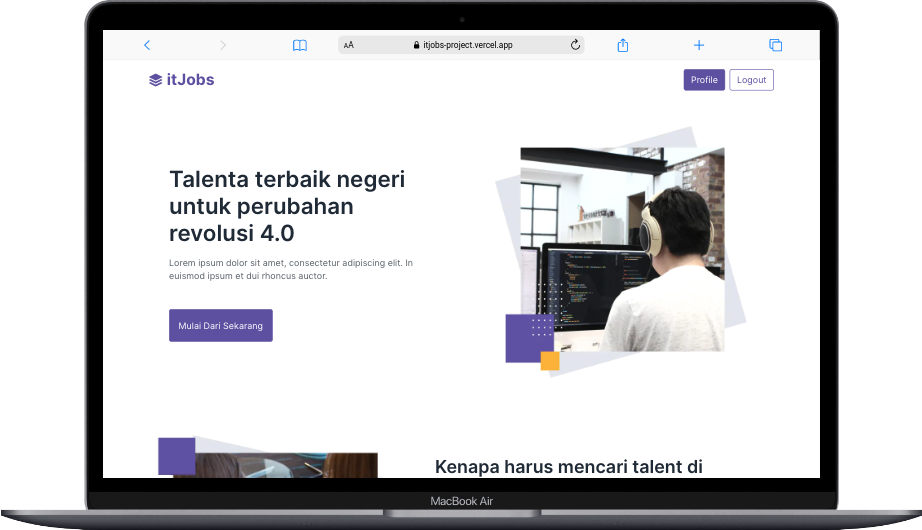 AA itjobs-project.vercel.app
itJobs
Profile Logout
Talenta terbaik negeri
untuk perubahan
revolusi 4.0
Lorem ipsum dolor sit amet, consectetur adipiscing elit. In
euismod ipsum et dui rhoncus auctor.
Mulai Dari Sekarang
Kenapa harus mencari talent di
MacBook Air